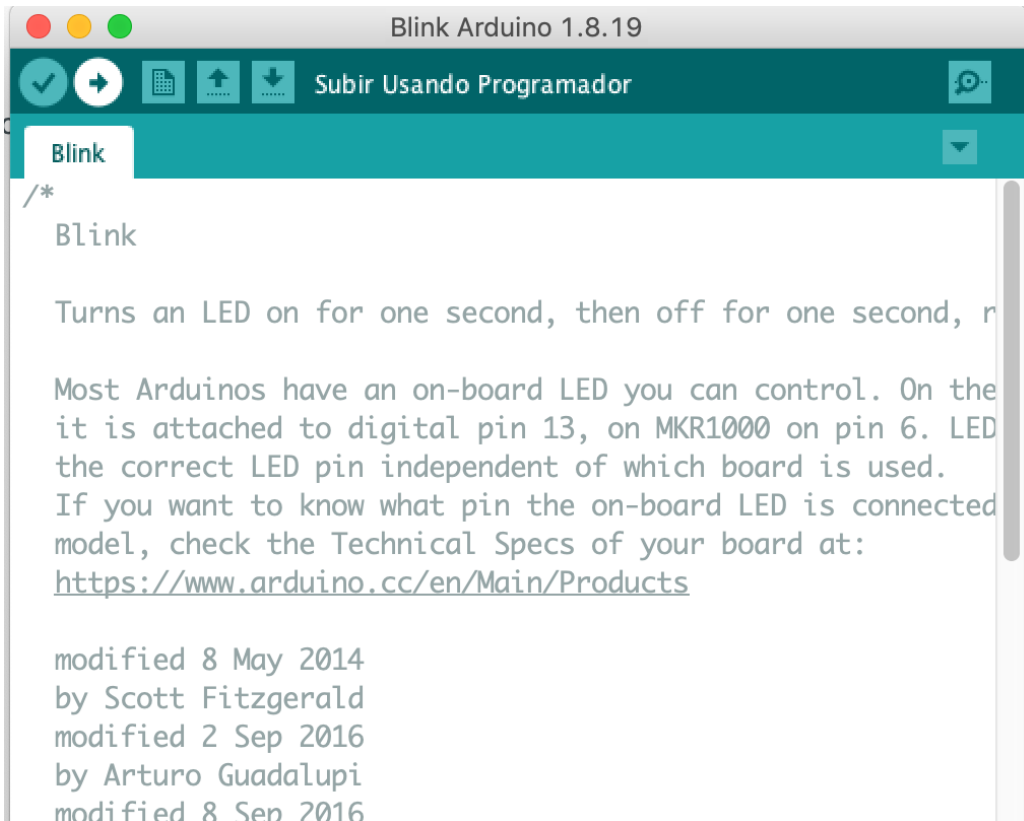 Blink Arduino 1.8.19
Subir Usando Programador
Blink
/*
Blink
Turns an LED on for one second, then off for one second, r
Most Arduinos have an on-board LED you can control. On the
it is attached to digital pin 13, on MKR1000 on pin 6. LED
the correct LED pin independent of which board is used.
If you want to know what pin the on-board LED is connected
model, check the Technical Specs of your board at:
https://www.arduino.cc/en/Main/Products
modified 8 May 2014
by Scott Fitzgerald
modified 2 Sep 2016
by Arturo Guadalupi
modified 8 Sep 2016